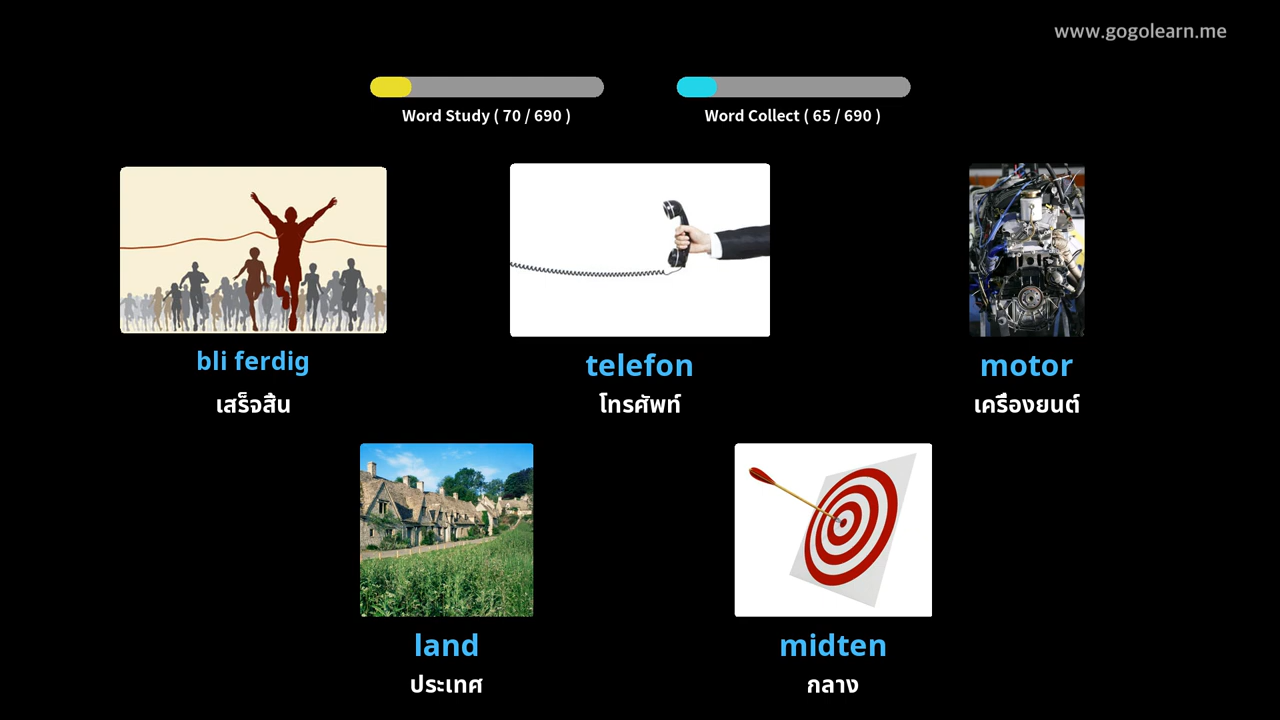 www.gogolearn.me
Word Study ( 70 / 690 )
Word Collect ( 65 / 690 )
bli ferdig
เสร็จสิ้น
telefon
โทรศัพท์
motor
เครื่องยนต์
land
ประเทศ
midten
กลาง